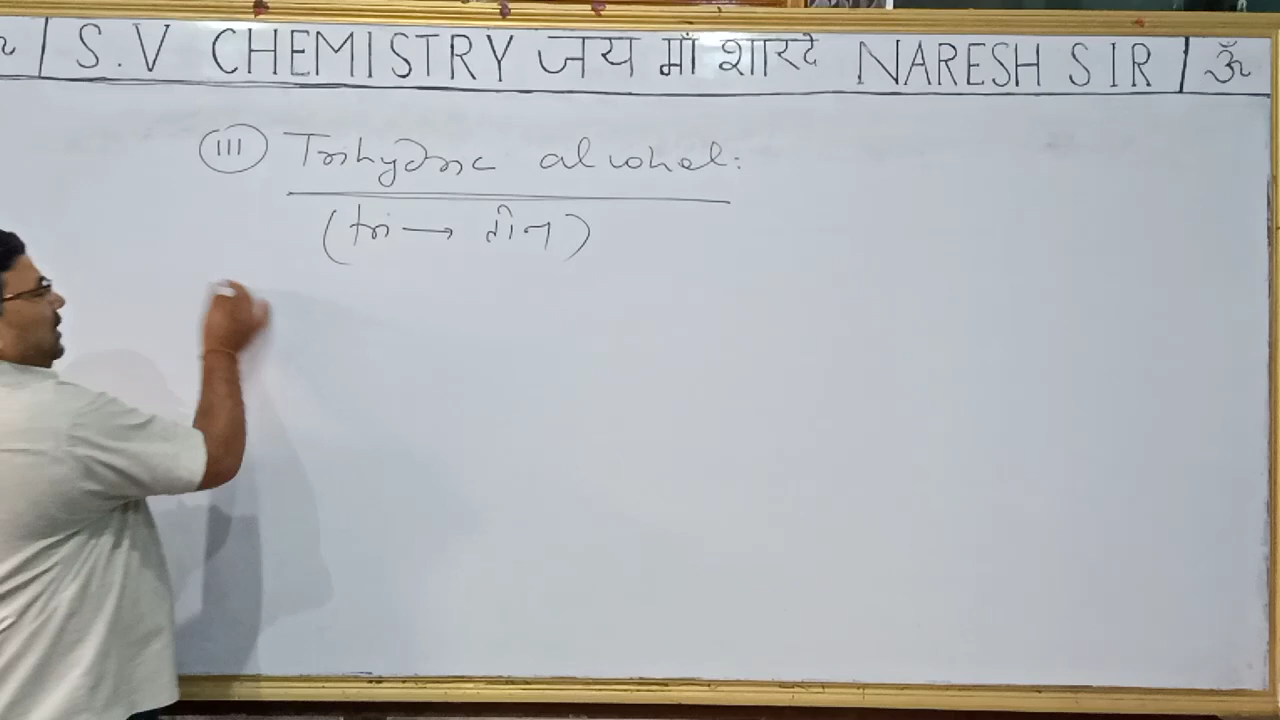 S.V CHEMISTRY जय माँ शारदे NARESH SIR ॐ
(III) Trihydric alcohol:
(tri → तीन)